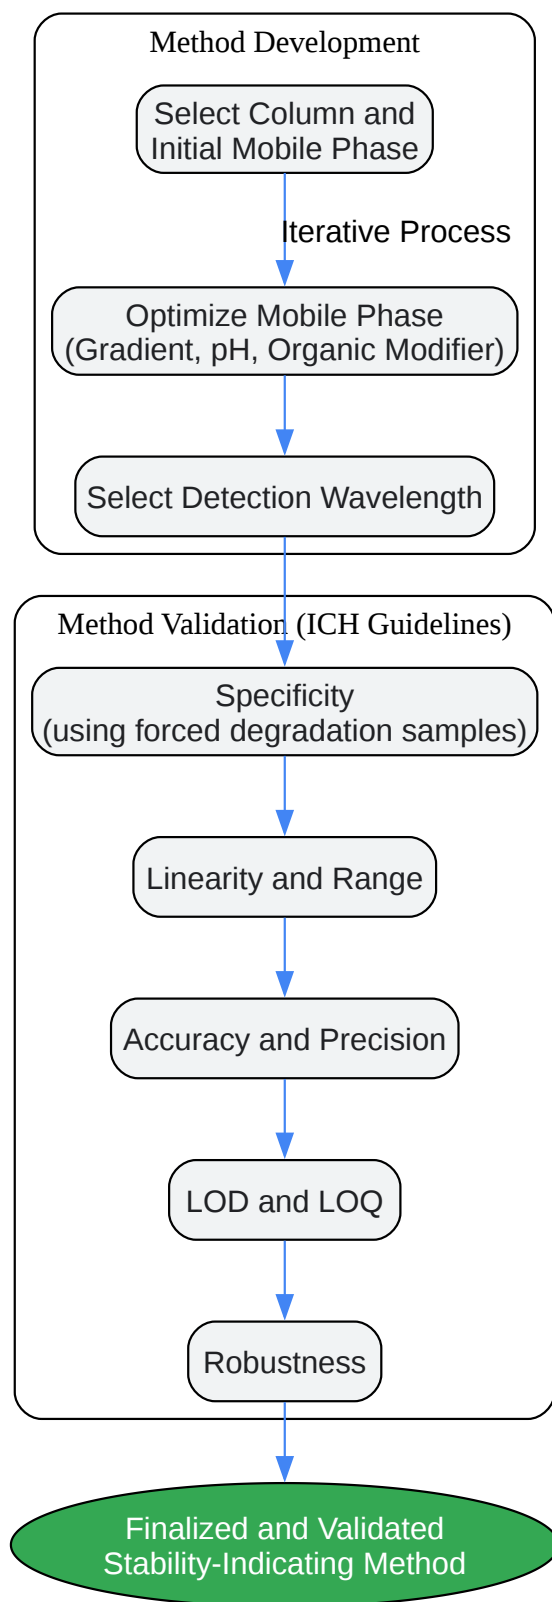 Method Development
Select Column and
Initial Mobile Phase
Iterative Process
Optimize Mobile Phase
(Gradient, pH, Organic Modifier)
Select Detection Wavelength
Method Validation (ICH Guidelines)
Specificity
(using forced degradation samples)
Linearity and Range
Accuracy and Precision
LOD and LOQ
Robustness
Finalized and Validated
Stability-Indicating Method